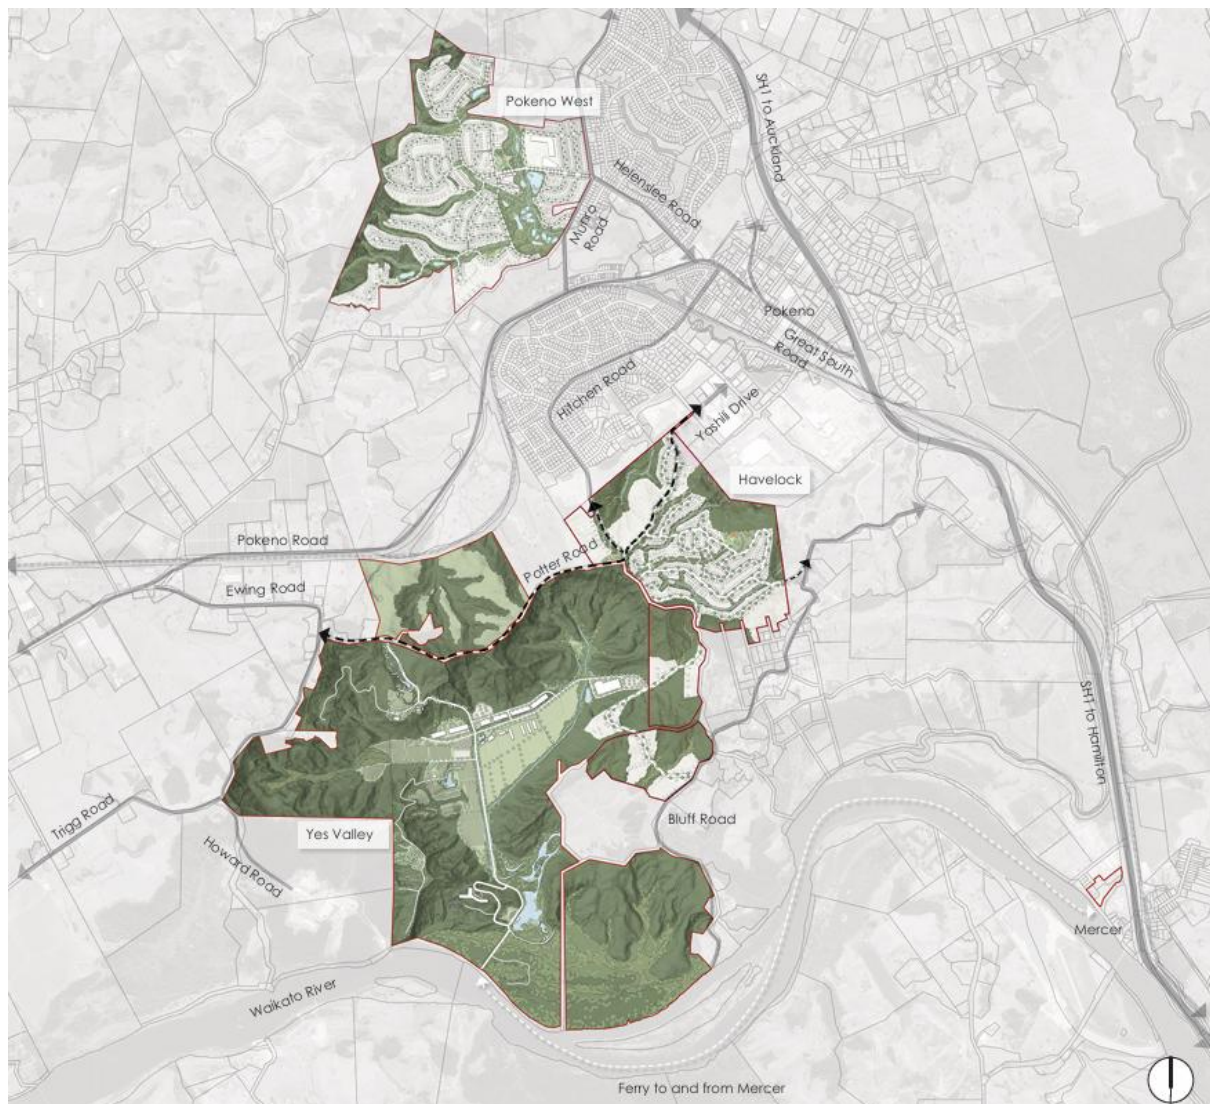 Pokeno West
SH1 to Auckland
Helenslee Road
Munro
Road
Pokeno
Great South
Road
Hitchen Road
Yashili Drive
Havelock
Pokeno Road
Potter Road
Ewing Road
SH1 to Hamilton
Trigg Road
Yes Valley
Bluff Road
Howard Road
Mercer
Waikato River
Ferry to and from Mercer